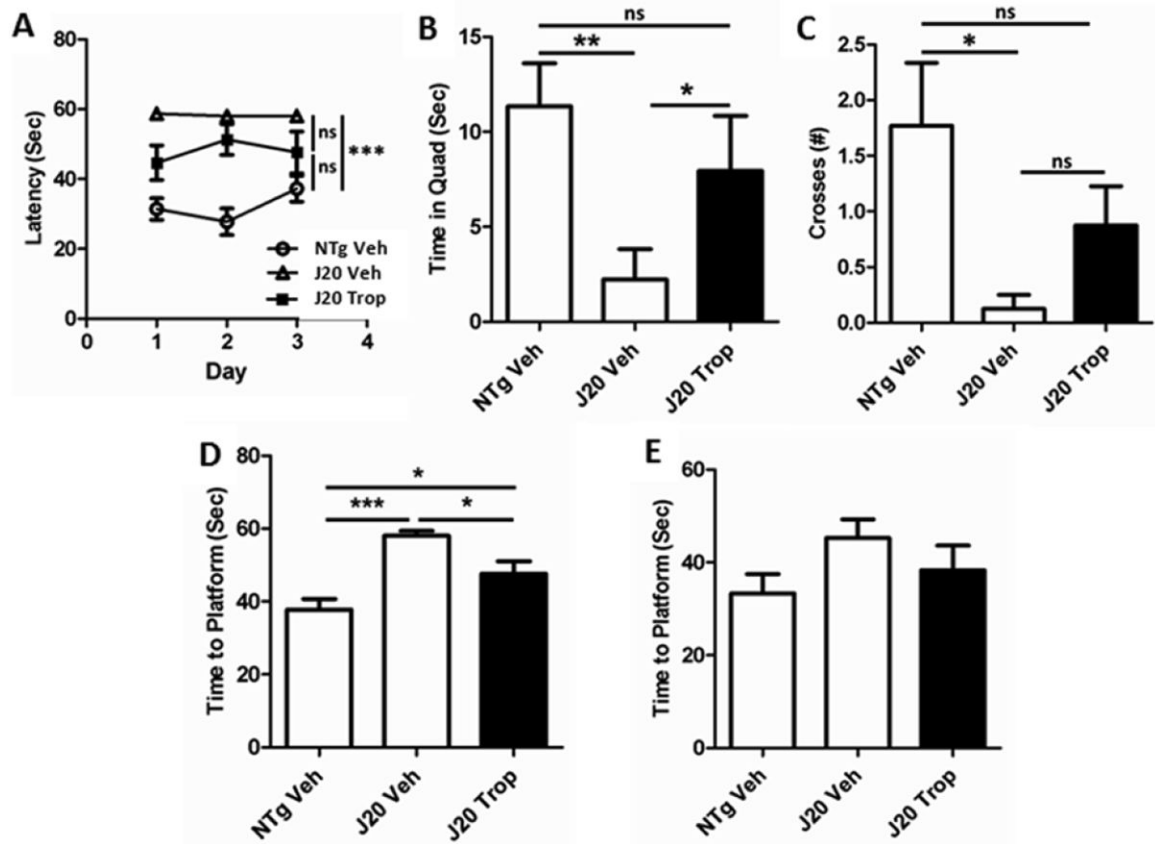 A
Latency (Sec)
80
60
40
20
0
0 1 2 3 4
Day
ns
ns
***
NTg Veh
J20 Veh
J20 Trop
B
Time in Quad (Sec)
15
10
5
0
ns
**
*
NTg Veh
J20 Veh
J20 Trop
C
Crosses (#)
2.5
2.0
1.5
1.0
0.5
0.0
ns
*
ns
NTg Veh
J20 Veh
J20 Trop
D
Time to Platform (Sec)
80
60
40
20
0
*
***
*
NTg Veh
J20 Veh
J20 Trop
E
Time to Platform (Sec)
60
40
20
0
NTg Veh
J20 Veh
J20 Trop